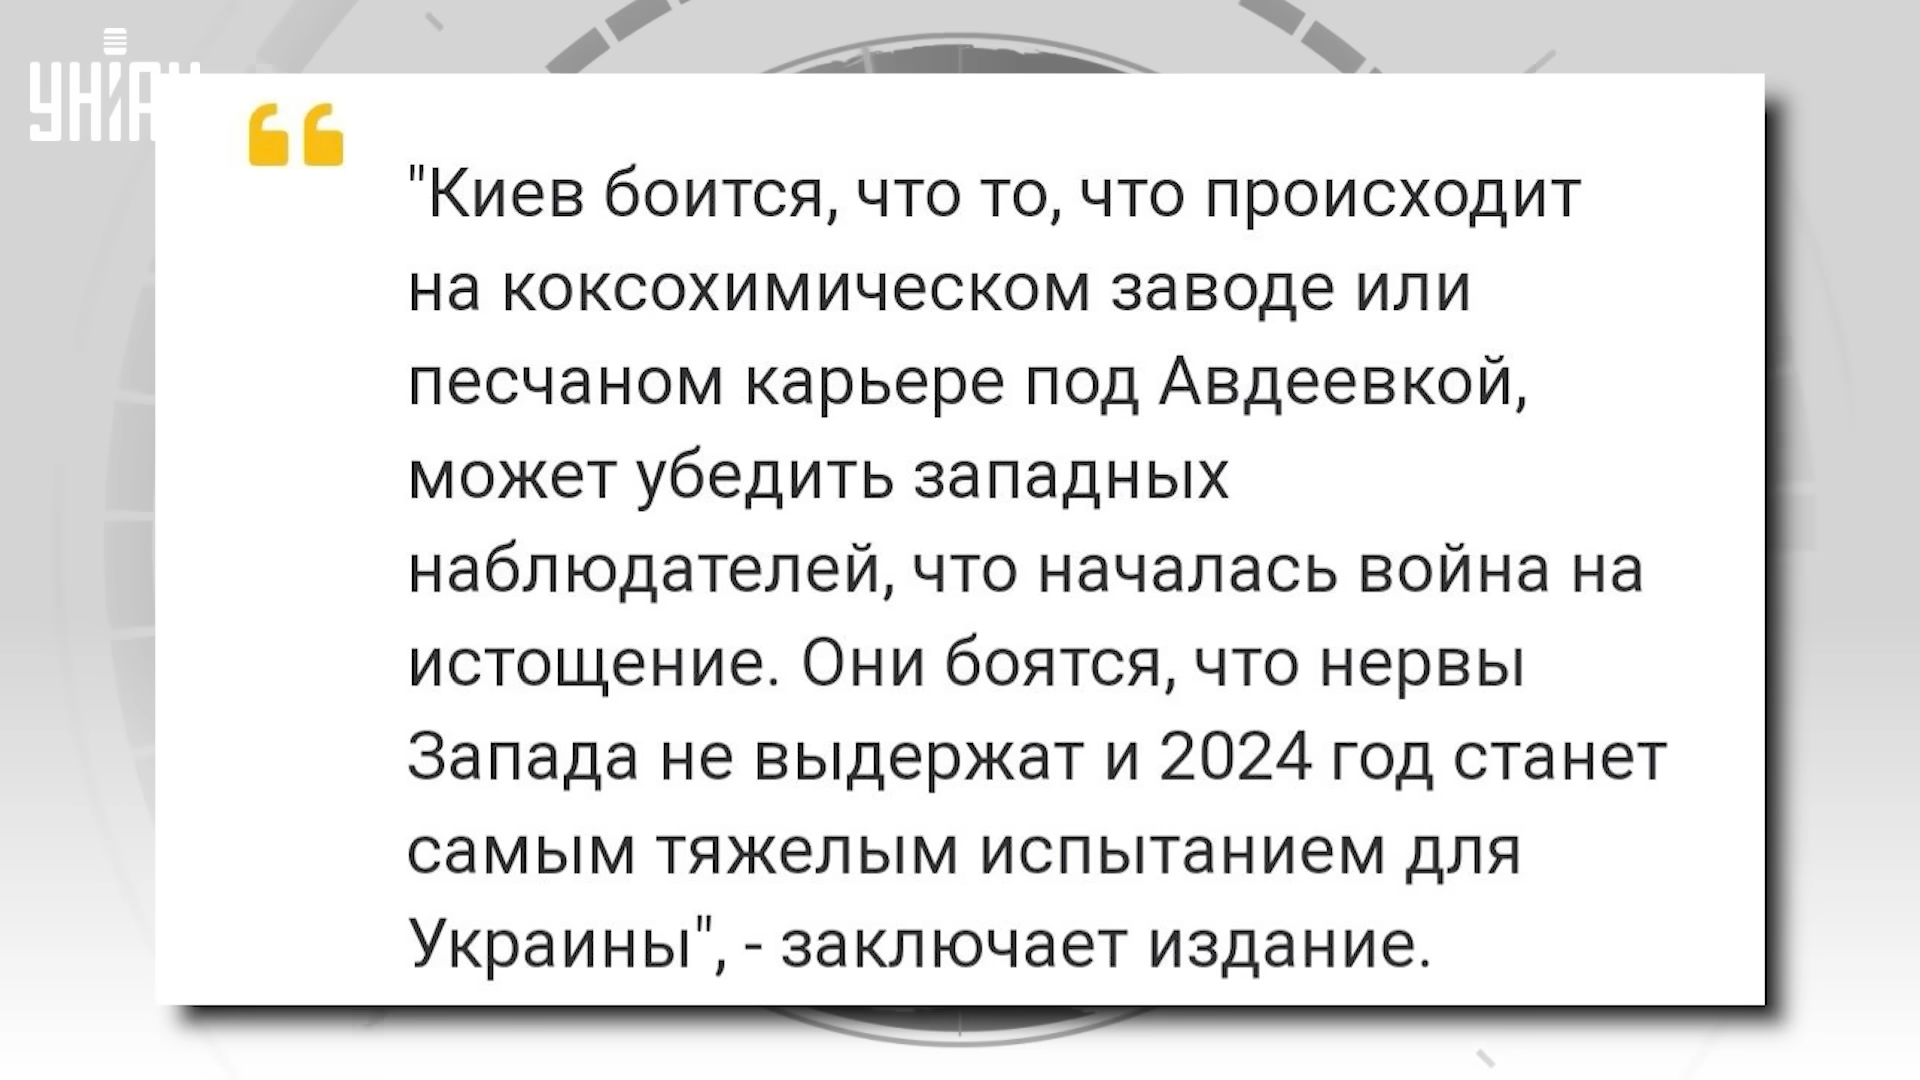 УНІАН
"Киев боится, что то, что происходит
на коксохимическом заводе или
песчаном карьере под Авдеевкой,
может убедить западных
наблюдателей, что началась война на
истощение. Они боятся, что нервы
Запада не выдержат и 2024 год станет
самым тяжелым испытанием для
Украины", - заключает издание.